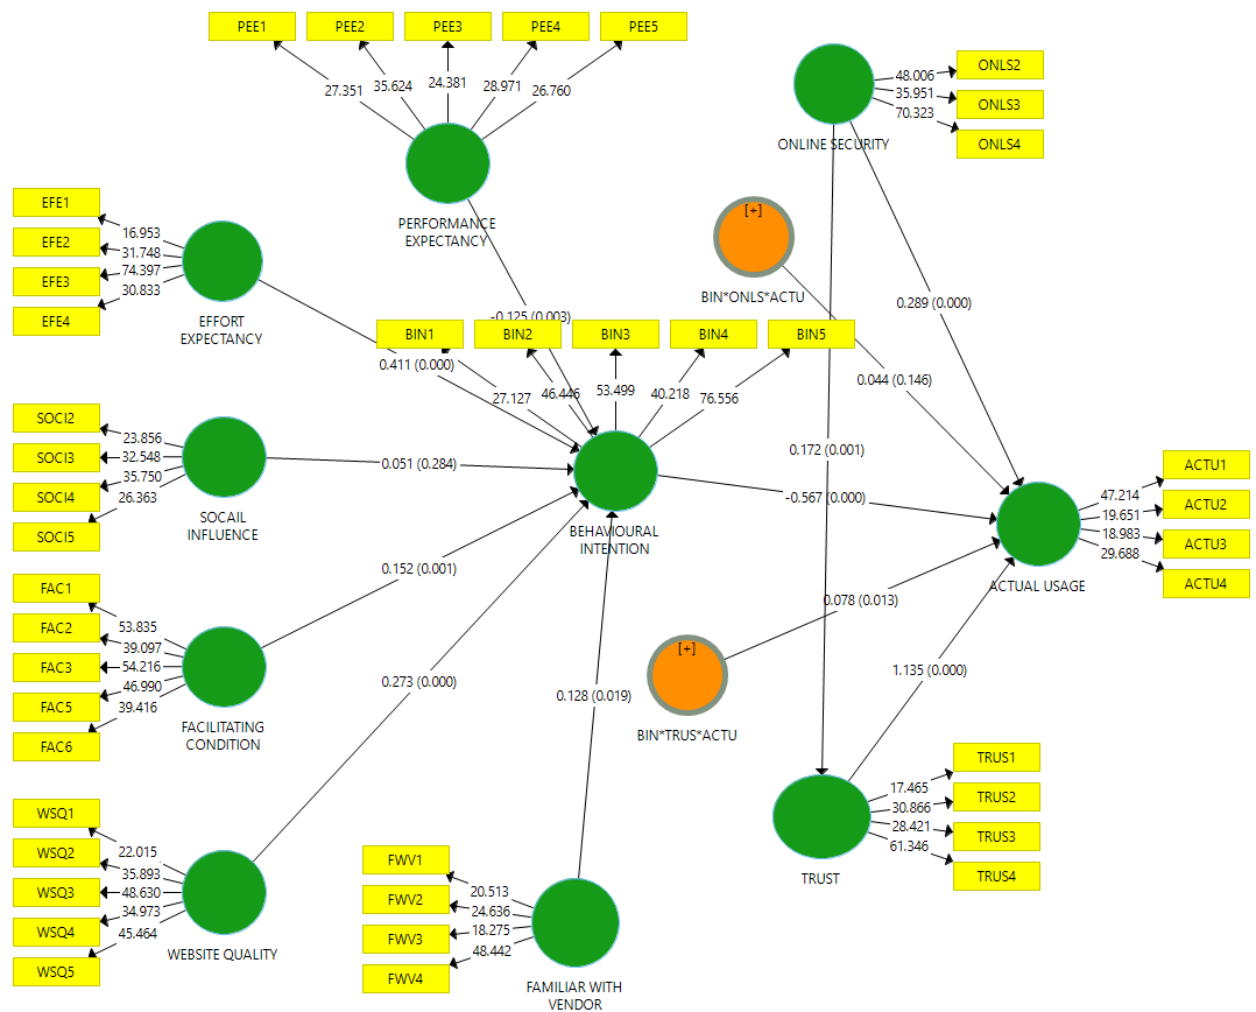 PEE1
PEE2
PEE3
PEE4
PEE5
27.351
35.624
24.381
28.971
26.760
PERFORMANCE
EXPECTANCY
-0.125 (0.003)
ONLS2
ONLS3
ONLS4
48.006
35.951
70.323
ONLINE SECURITY
[+]
BIN*ONLS*ACTU
0.289 (0.000)
0.044 (0.146)
0.172 (0.001)
EFE1
EFE2
EFE3
EFE4
16.953
31.748
74.397
30.833
EFFORT
EXPECTANCY
0.411 (0.000)
BIN1
BIN2
BIN3
BIN4
BIN5
27.127
46.446
53.499
40.218
76.556
SOCI2
SOCI3
SOCI4
SOCI5
23.856
32.548
35.750
26.363
SOCAIL
INFLUENCE
0.051 (0.284)
BEHAVIOURAL
INTENTION
-0.567 (0.000)
ACTU1
ACTU2
ACTU3
ACTU4
47.214
19.651
18.983
29.688
ACTUAL USAGE
FAC1
FAC2
FAC3
FAC5
FAC6
53.835
39.097
54.216
46.990
39.416
FACILITATING
CONDITION
0.152 (0.001)
0.273 (0.000)
0.128 (0.019)
0.078 (0.013)
[+]
BIN*TRUS*ACTU
1.135 (0.000)
WSQ1
WSQ2
WSQ3
WSQ4
WSQ5
22.015
35.893
48.630
34.973
45.464
WEBSITE QUALITY
FWV1
FWV2
FWV3
FWV4
20.513
24.636
18.275
48.442
FAMILIAR WITH
VENDOR
TRUS1
TRUS2
TRUS3
TRUS4
17.465
30.866
28.421
61.346
TRUST